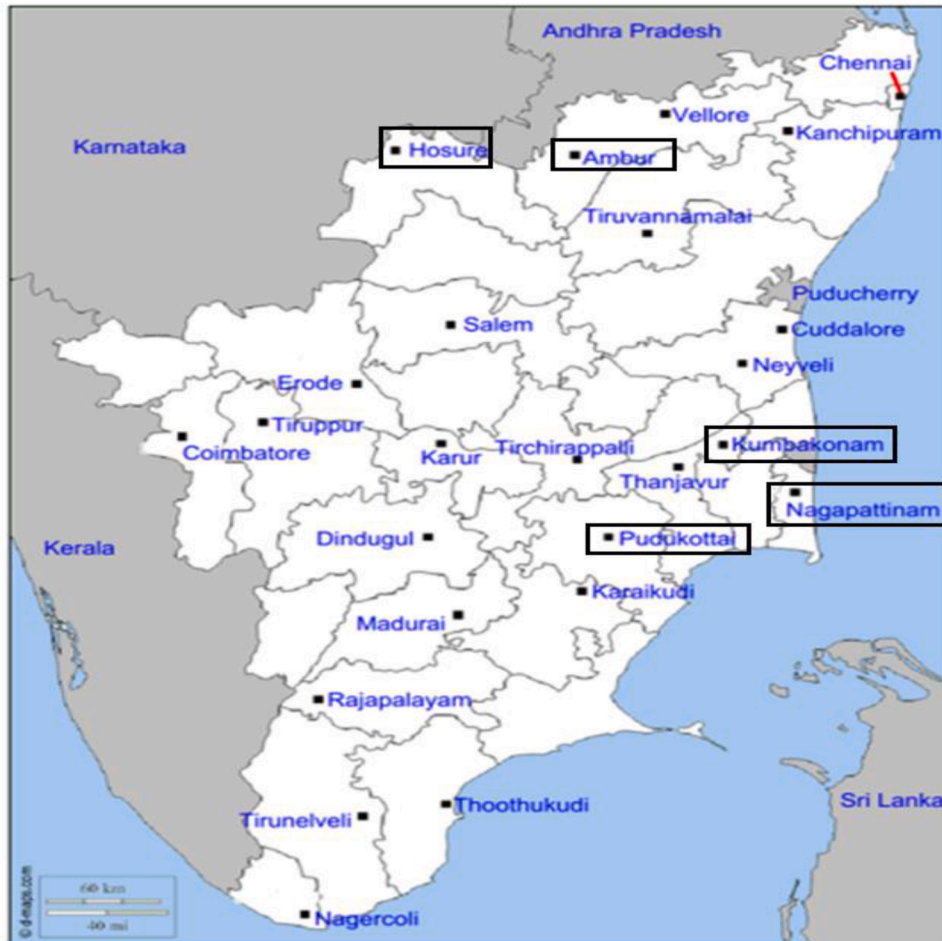 Andhra Pradesh
Chennai
Vellore
Kanchipuram
Karnataka
Hosure
Ambur
Tiruvannamalai
Puducherry
Salem
Cuddalore
Neyveli
Erode
Tiruppur
Coimbatore
Karur
Tirchirappalli
Kumbakonam
Thanjavur
Nagapattinam
Kerala
Dindugul
Pudukottai
Karaikudi
Madurai
Rajapalayam
Thoothukudi
Tirunelveli
Sri Lanka
Nagercoli
60 km
40 mi
© d-maps.com